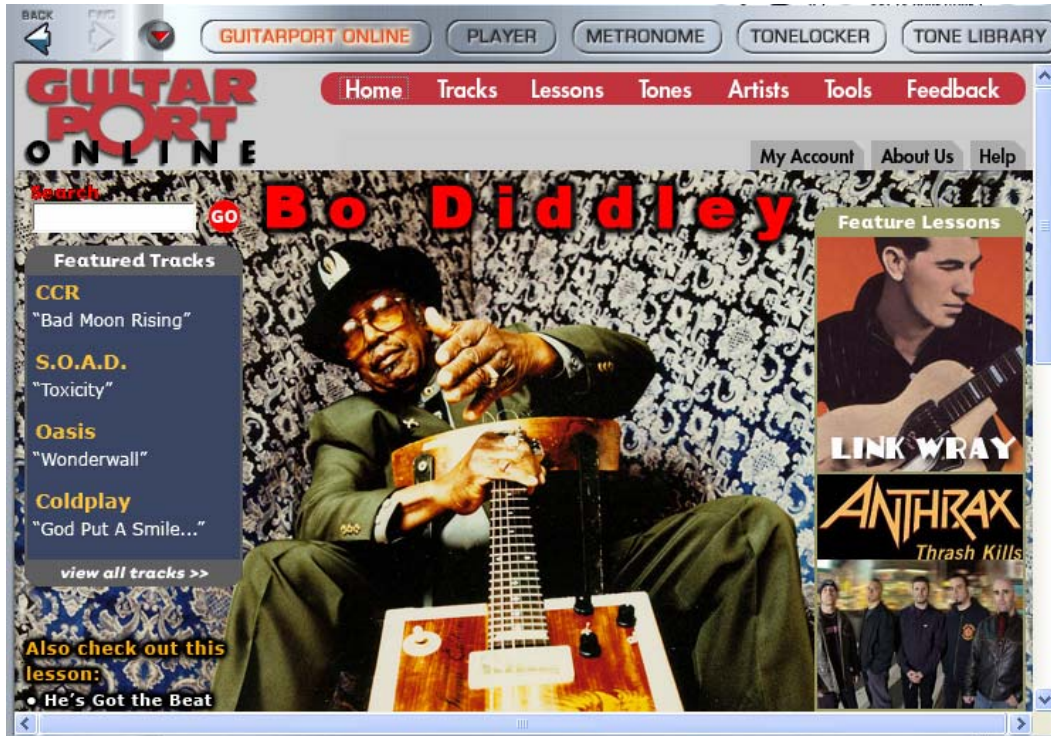 BACK
FWD
GUITARPORT ONLINE
PLAYER
METRONOME
TONELOCKER
TONE LIBRARY
GUITAR
PORT
ONLINE
Home
Tracks
Lessons
Tones
Artists
Tools
Feedback
My Account
About Us
Help
Search
GO
Bo Diddley
Featured Tracks
CCR
“Bad Moon Rising”
S.O.A.D.
“Toxicity”
Oasis
“Wonderwall”
Coldplay
“God Put A Smile...”
view all tracks >>
Also check out this
lesson:
• He's Got the Beat
Feature Lessons
LINK WRAY
ANTHRAX
Thrash Kills